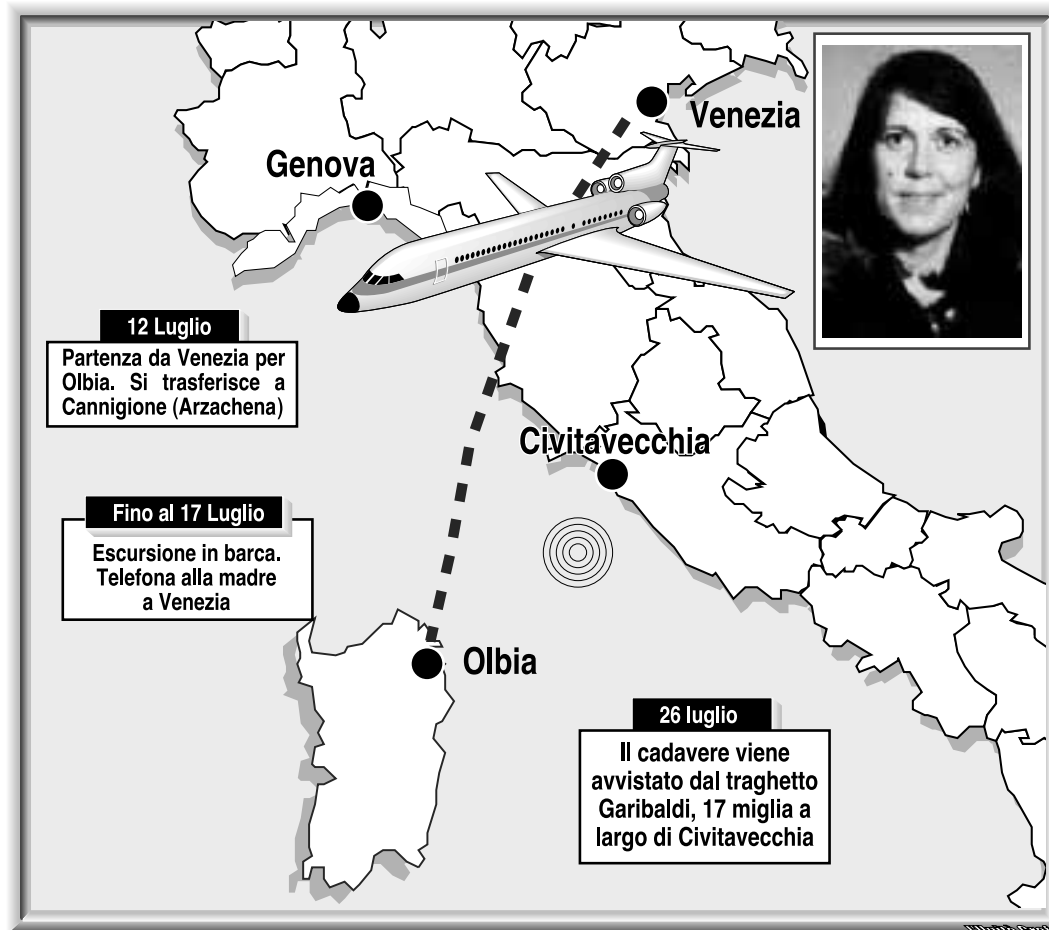 Venezia
Genova
12 Luglio
Partenza da Venezia per
Olbia. Si trasferisce a
Cannigione (Arzachena)
Civitavecchia
Fino al 17 Luglio
Escursione in barca.
Telefona alla madre
a Venezia
Olbia
26 luglio
Il cadavere viene
avvistato dal traghetto
Garibaldi, 17 miglia a
largo di Civitavecchia